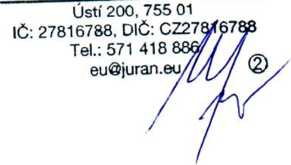 Ústí 200, 755 01
IČ: 27816788, DIČ: CZ27816788
Tel.: 571 418 886
eu@juran.eu
②